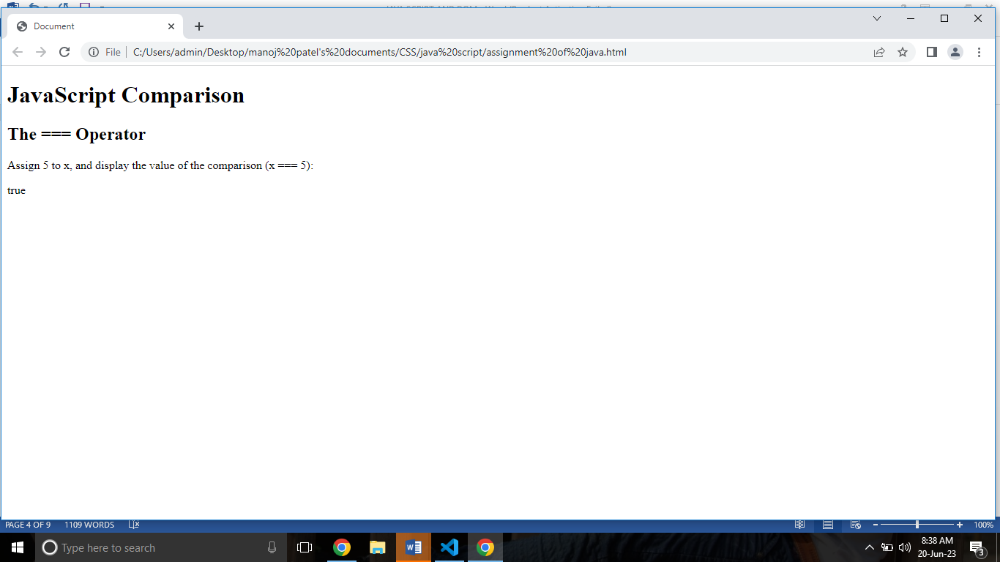 Document
File
C:/Users/admin/Desktop/manoj%20patel's%20documents/CSS/java%20script/assignment%20of%20java.html
JavaScript Comparison
The === Operator
Assign 5 to x, and display the value of the comparison (x === 5):
true
PAGE 4 OF 9 1109 WORDS 100%
Type here to search
8:38 AM
20-Jun-23
3